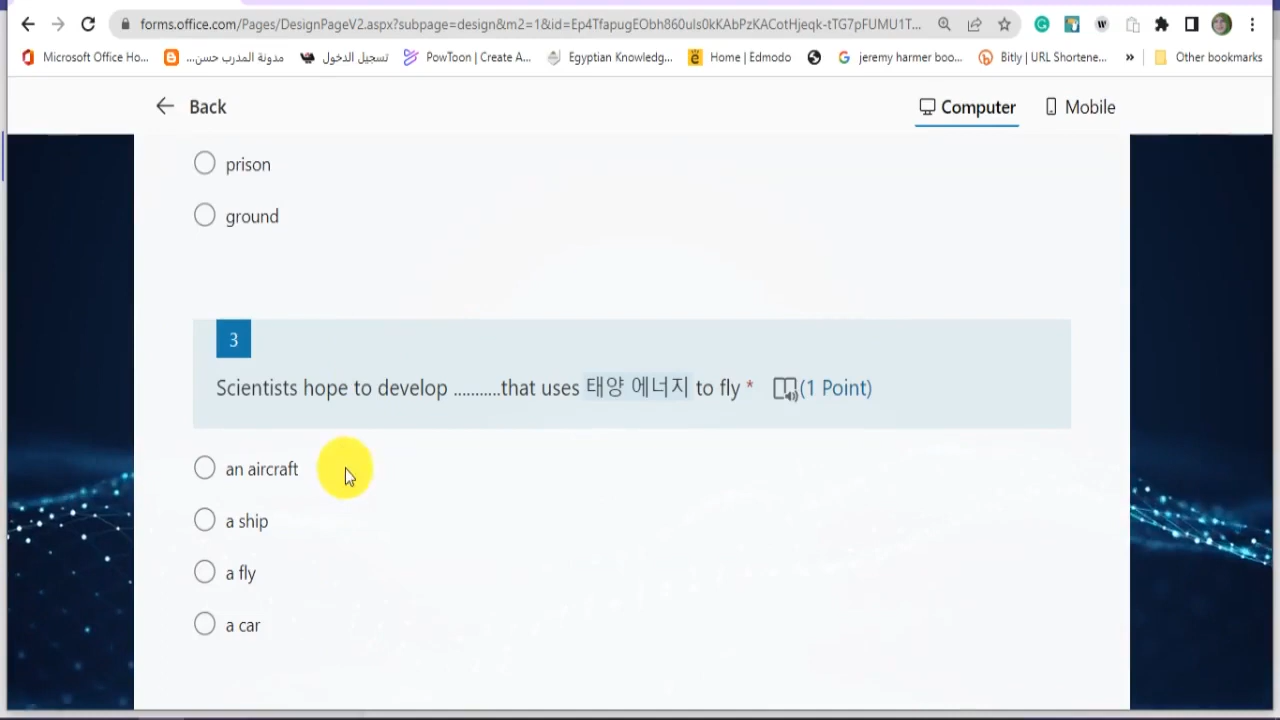 forms.office.com/Pages/DesignPageV2.aspx?subpage=design&m2=1&id=Ep4TfapugEObh860uls0kKAbPzKACotHjeqk-tTG7pFUMU1T...
Microsoft Office Ho...
مدونة المدرب حسن...
تسجيل الدخول
PowToon | Create A...
Egyptian Knowledg...
Home | Edmodo
jeremy harmer boo...
Bitly | URL Shortene...
»
Other bookmarks
Back
Computer
Mobile
prison
ground
3
Scientists hope to develop ...........that uses 태양 에너지 to fly * (1 Point)
an aircraft
a ship
a fly
a car